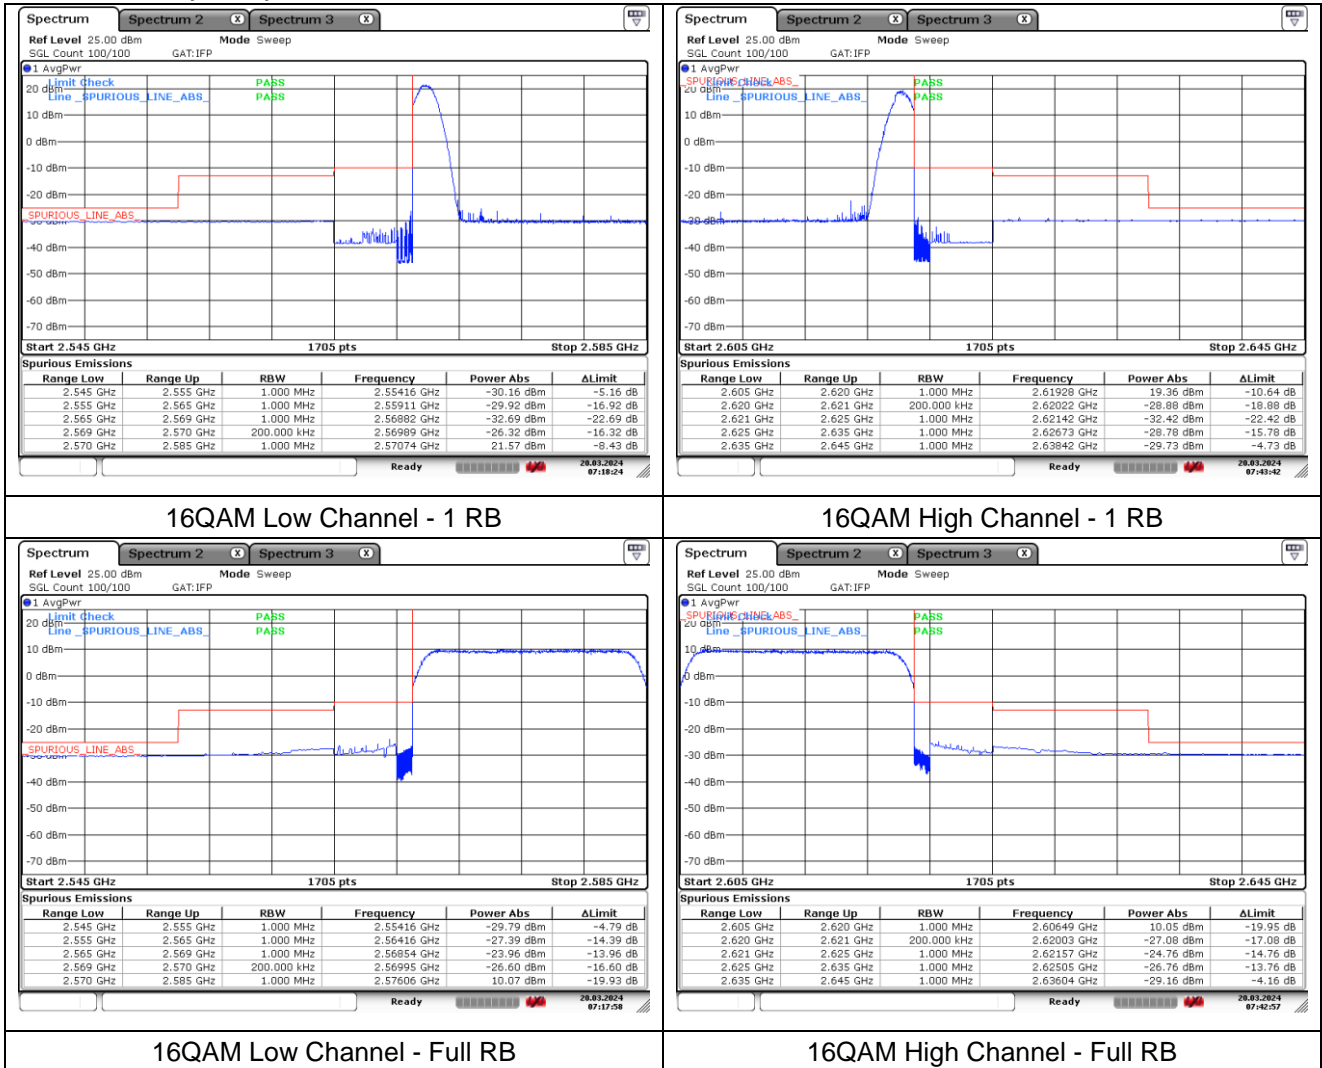 Spectrum Spectrum 2 X Spectrum 3 X
Ref Level 25.00 dBm Mode Sweep
SGL Count 100/100 GAT:IFP
1 AvgPwr
Limit Check PASS
20 dBm
Line _SPURIOUS_LINE_ABS_ PASS
10 dBm
0 dBm
-10 dBm
-20 dBm
_SPURIOUS_LINE_ABS_
-40 dBm
-50 dBm
-60 dBm
-70 dBm
Start 2.545 GHz 1705 pts Stop 2.585 GHz
Spurious Emissions
Range Low Range Up RBW Frequency Power Abs ΔLimit
2.545 GHz 2.555 GHz 1.000 MHz 2.55416 GHz -30.16 dBm -5.16 dB
2.555 GHz 2.565 GHz 1.000 MHz 2.55911 GHz -29.92 dBm -16.92 dB
2.565 GHz 2.569 GHz 1.000 MHz 2.56882 GHz -32.69 dBm -22.69 dB
2.569 GHz 2.570 GHz 200.000 kHz 2.56989 GHz -26.32 dBm -16.32 dB
2.570 GHz 2.585 GHz 1.000 MHz 2.57074 GHz 21.57 dBm -8.43 dB
Ready 20.03.2024
07:18:24
16QAM Low Channel - 1 RB
Spectrum Spectrum 2 X Spectrum 3 X
Ref Level 25.00 dBm Mode Sweep
SGL Count 100/100 GAT:IFP
1 AvgPwr
_SPURIOUS_LINE_ABS_
Limit Check PASS
20 dBm
Line _SPURIOUS_LINE_ABS_ PASS
10 dBm
0 dBm
-10 dBm
-20 dBm
-30 dBm
-40 dBm
-50 dBm
-60 dBm
-70 dBm
Start 2.605 GHz 1705 pts Stop 2.645 GHz
Spurious Emissions
Range Low Range Up RBW Frequency Power Abs ΔLimit
2.605 GHz 2.620 GHz 1.000 MHz 2.61928 GHz 19.36 dBm -10.64 dB
2.620 GHz 2.621 GHz 200.000 kHz 2.62022 GHz -28.88 dBm -18.88 dB
2.621 GHz 2.625 GHz 1.000 MHz 2.62142 GHz -32.42 dBm -22.42 dB
2.625 GHz 2.635 GHz 1.000 MHz 2.62673 GHz -28.78 dBm -15.78 dB
2.635 GHz 2.645 GHz 1.000 MHz 2.63842 GHz -29.73 dBm -4.73 dB
Ready 20.03.2024
07:43:42
16QAM High Channel - 1 RB
Spectrum Spectrum 2 X Spectrum 3 X
Ref Level 25.00 dBm Mode Sweep
SGL Count 100/100 GAT:IFP
1 AvgPwr
Limit Check PASS
20 dBm
Line _SPURIOUS_LINE_ABS_ PASS
10 dBm
0 dBm
-10 dBm
-20 dBm
_SPURIOUS_LINE_ABS_
-30 dBm
-40 dBm
-50 dBm
-60 dBm
-70 dBm
Start 2.545 GHz 1705 pts Stop 2.585 GHz
Spurious Emissions
Range Low Range Up RBW Frequency Power Abs ΔLimit
2.545 GHz 2.555 GHz 1.000 MHz 2.55416 GHz -29.79 dBm -4.79 dB
2.555 GHz 2.565 GHz 1.000 MHz 2.56416 GHz -27.39 dBm -14.39 dB
2.565 GHz 2.569 GHz 1.000 MHz 2.56854 GHz -23.96 dBm -13.96 dB
2.569 GHz 2.570 GHz 200.000 kHz 2.56995 GHz -26.60 dBm -16.60 dB
2.570 GHz 2.585 GHz 1.000 MHz 2.57606 GHz 10.07 dBm -19.93 dB
Ready 20.03.2024
07:17:58
16QAM Low Channel - Full RB
Spectrum Spectrum 2 X Spectrum 3 X
Ref Level 25.00 dBm Mode Sweep
SGL Count 100/100 GAT:IFP
1 AvgPwr
_SPURIOUS_LINE_ABS_
Limit Check PASS
20 dBm
Line _SPURIOUS_LINE_ABS_ PASS
10 dBm
0 dBm
-10 dBm
-20 dBm
-30 dBm
-40 dBm
-50 dBm
-60 dBm
-70 dBm
Start 2.605 GHz 1705 pts Stop 2.645 GHz
Spurious Emissions
Range Low Range Up RBW Frequency Power Abs ΔLimit
2.605 GHz 2.620 GHz 1.000 MHz 2.60649 GHz 10.05 dBm -19.95 dB
2.620 GHz 2.621 GHz 200.000 kHz 2.62003 GHz -27.08 dBm -17.08 dB
2.621 GHz 2.625 GHz 1.000 MHz 2.62157 GHz -24.76 dBm -14.76 dB
2.625 GHz 2.635 GHz 1.000 MHz 2.62505 GHz -26.76 dBm -13.76 dB
2.635 GHz 2.645 GHz 1.000 MHz 2.63604 GHz -29.16 dBm -4.16 dB
Ready 20.03.2024
07:42:57
16QAM High Channel - Full RB